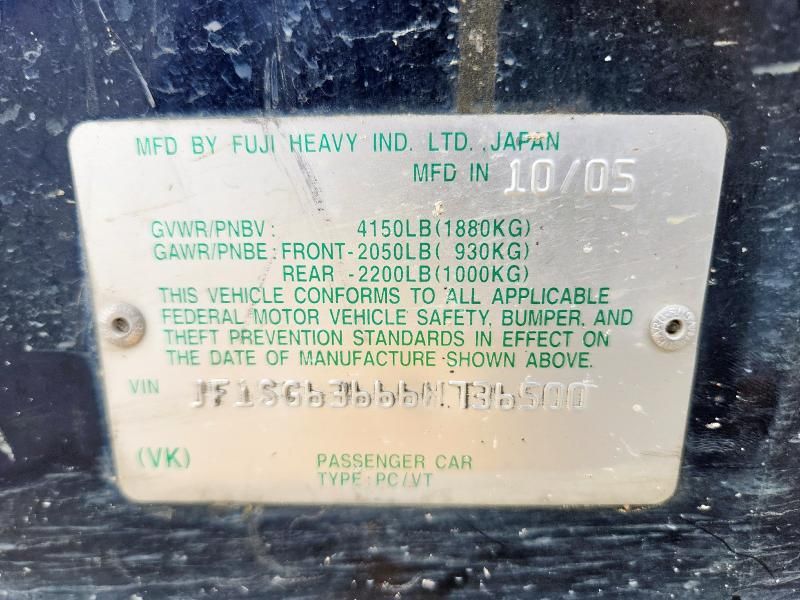 MFD BY FUJI HEAVY IND. LTD. ,JAPAN
MFD IN 10/05
GVWR/PNBV : 4150LB(1880KG)
GAWR/PNBE : FRONT-2050LB( 930KG)
REAR -2200LB(1000KG)
THIS VEHICLE CONFORMS TO ALL APPLICABLE
FEDERAL MOTOR VEHICLE SAFETY, BUMPER, AND
THEFT PREVENTION STANDARDS IN EFFECT ON
THE DATE OF MANUFACTURE SHOWN ABOVE.
VIN JF1SG63666H736500
(VK) PASSENGER CAR
TYPE:PC/VT